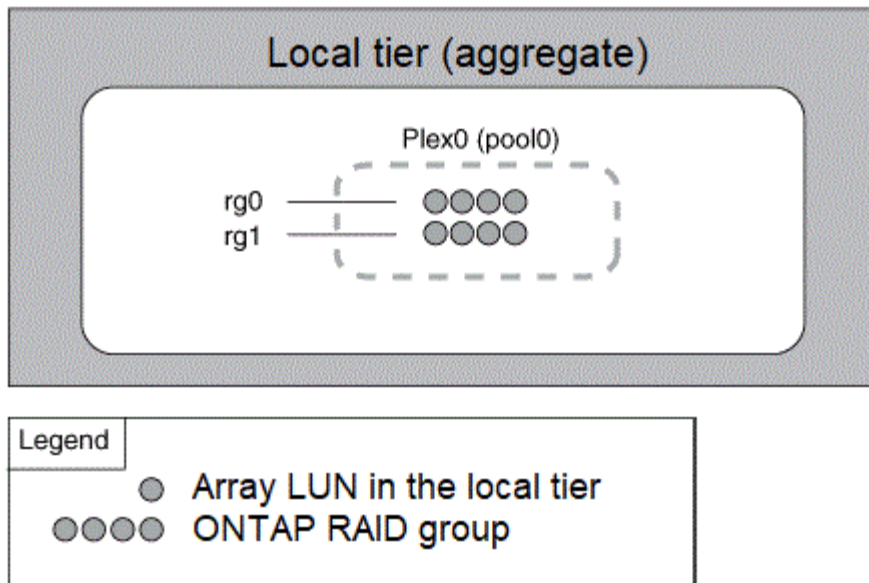 Local tier (aggregate)
Plex0 (pool0)
rg0
rg1
Legend
Array LUN in the local tier
ONTAP RAID group